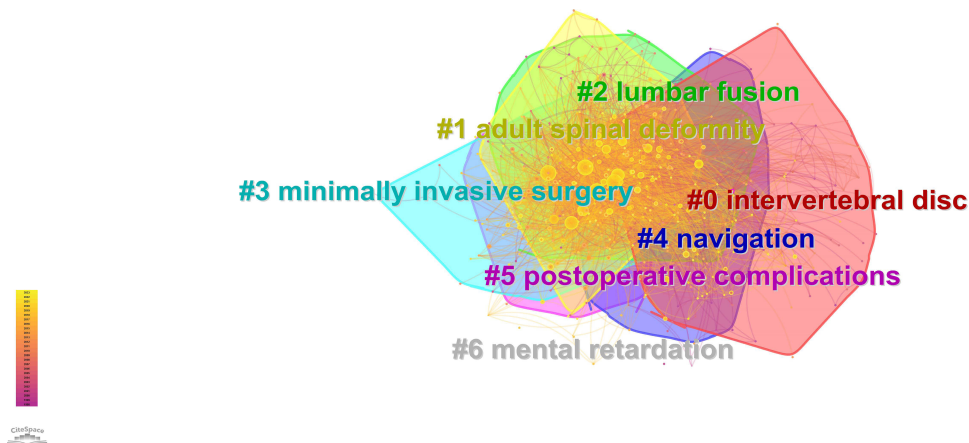 #2 lumbar fusion
#1 adult spinal deformity
#3 minimally invasive surgery
#0 intervertebral disc
#4 navigation
#5 postoperative complications
#6 mental retardation
CiteSpace